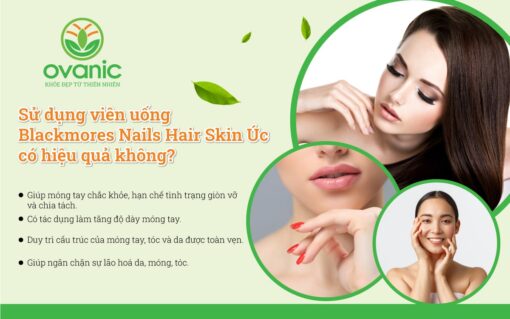 ovanic
KHỎE ĐẸP TỪ THIÊN NHIÊN
Sử dụng viên uống
Blackmores Nails Hair Skin Úc
có hiệu quả không?
Giúp móng tay chắc khỏe, hạn chế tình trạng giòn vỡ
và chia tách.
Có tác dụng làm tăng độ dày móng tay.
Duy trì cấu trúc của móng tay, tóc và da được toàn vẹn.
Giúp ngăn chặn sự lão hoá da, móng, tóc.